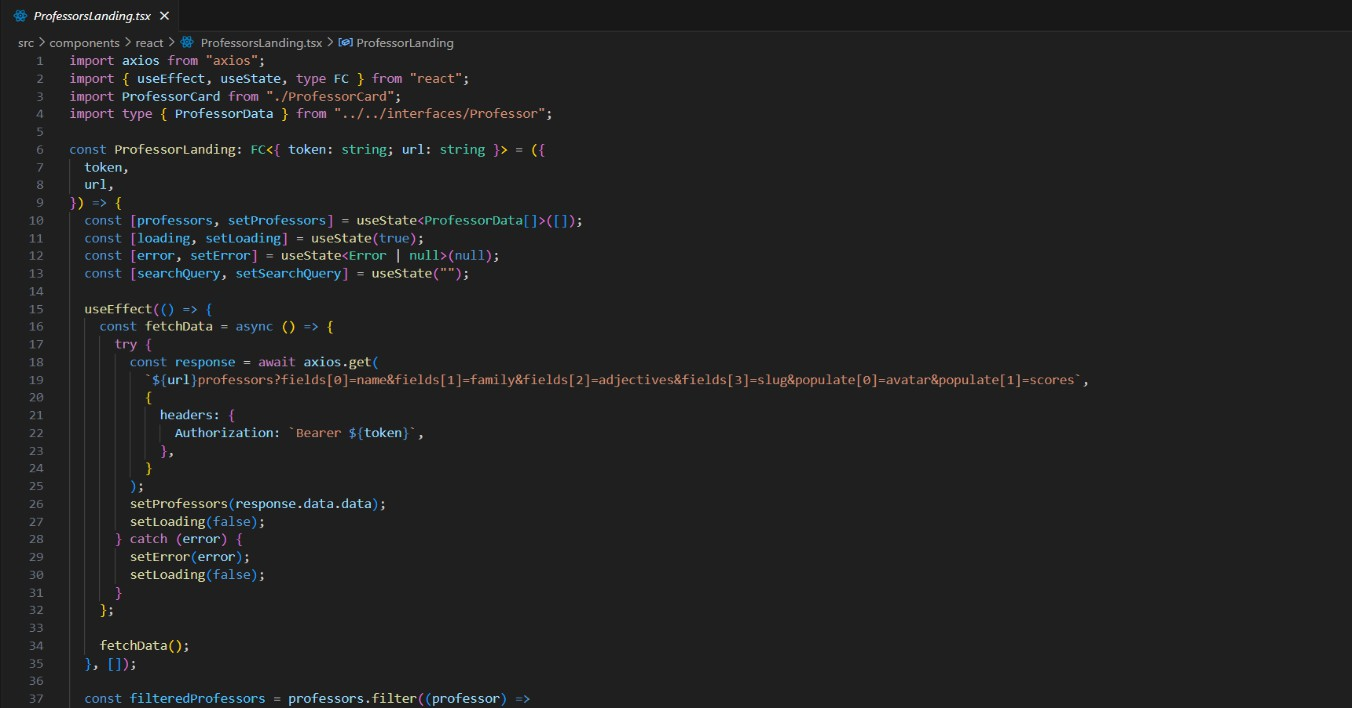 ProfessorsLanding.tsx ×
src > components > react > ProfessorsLanding.tsx > ProfessorLanding
1 import axios from "axios";
2 import { useEffect, useState, type FC } from "react";
3 import ProfessorCard from "./ProfessorCard";
4 import type { ProfessorData } from "../../interfaces/Professor";
5
6 const ProfessorLanding: FC<{ token: string; url: string }> = ({
7   token,
8   url,
9 }) => {
10   const [professors, setProfessors] = useState<ProfessorData[]>([]);
11   const [loading, setLoading] = useState(true);
12   const [error, setError] = useState<Error | null>(null);
13   const [searchQuery, setSearchQuery] = useState("");
14
15   useEffect(() => {
16     const fetchData = async () => {
17       try {
18         const response = await axios.get(
19           `${url}professors?fields[0]=name&fields[1]=family&fields[2]=adjectives&fields[3]=slug&populate[0]=avatar&populate[1]=scores`,
20           {
21             headers: {
22               Authorization: `Bearer ${token}`,
23             },
24           }
25         );
26         setProfessors(response.data.data);
27         setLoading(false);
28       } catch (error) {
29         setError(error);
30         setLoading(false);
31       }
32     };
33
34     fetchData();
35   }, []);
36
37   const filteredProfessors = professors.filter((professor) =>